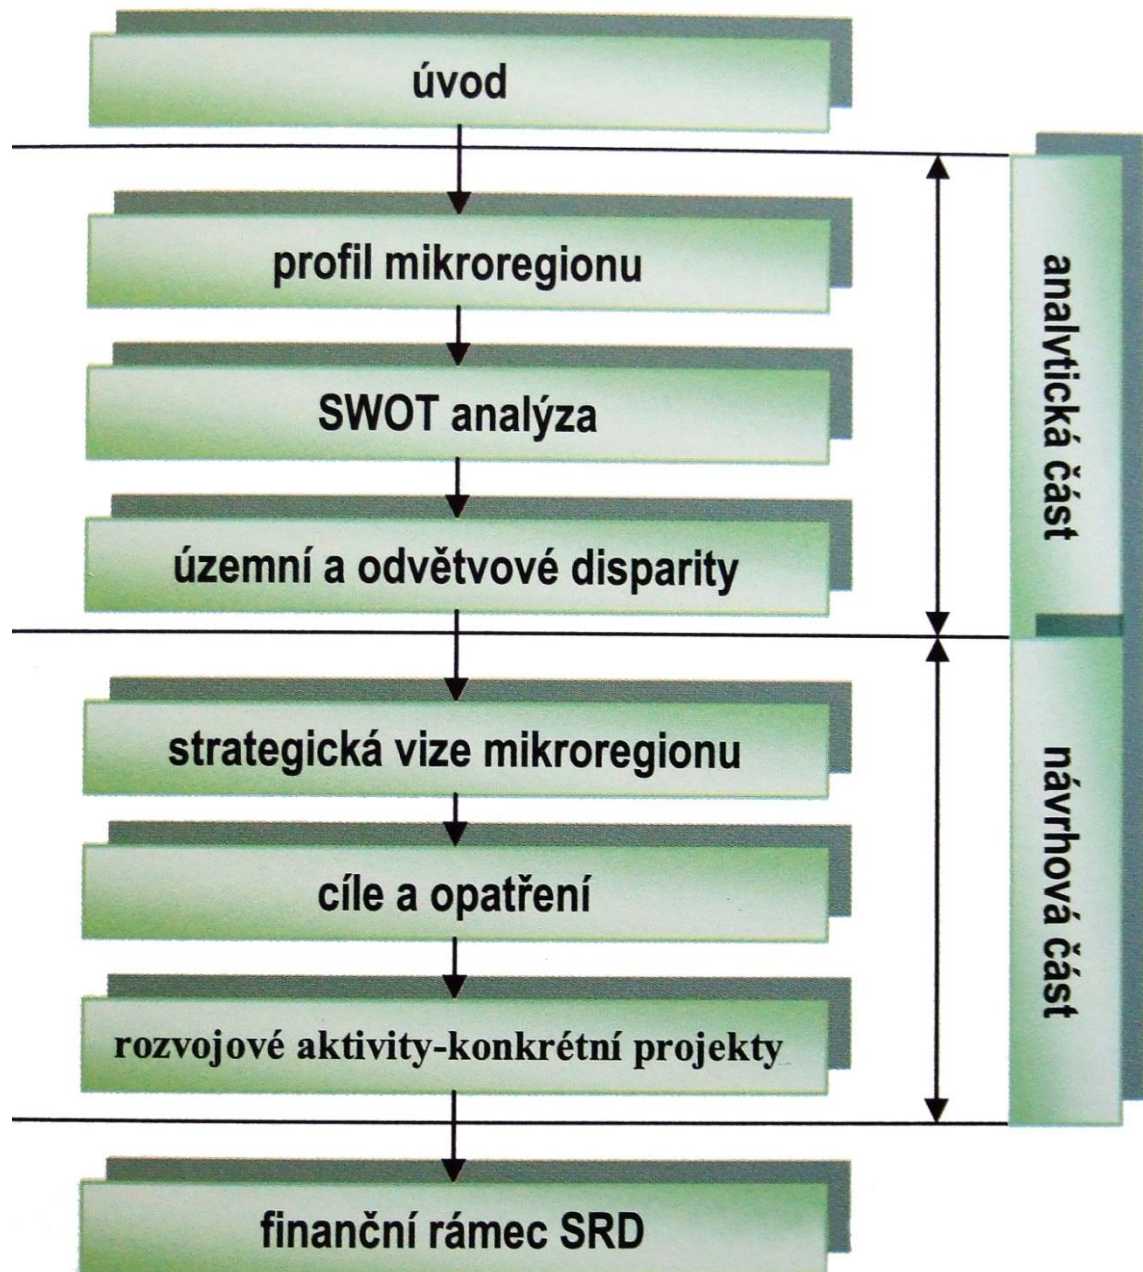 úvod
profil mikroregionu
SWOT analýza
územní a odvětvové disparity
analytická část
strategická vize mikroregionu
cíle a opatření
rozvojové aktivity-konkrétní projekty
návrhová část
finanční rámec SRD